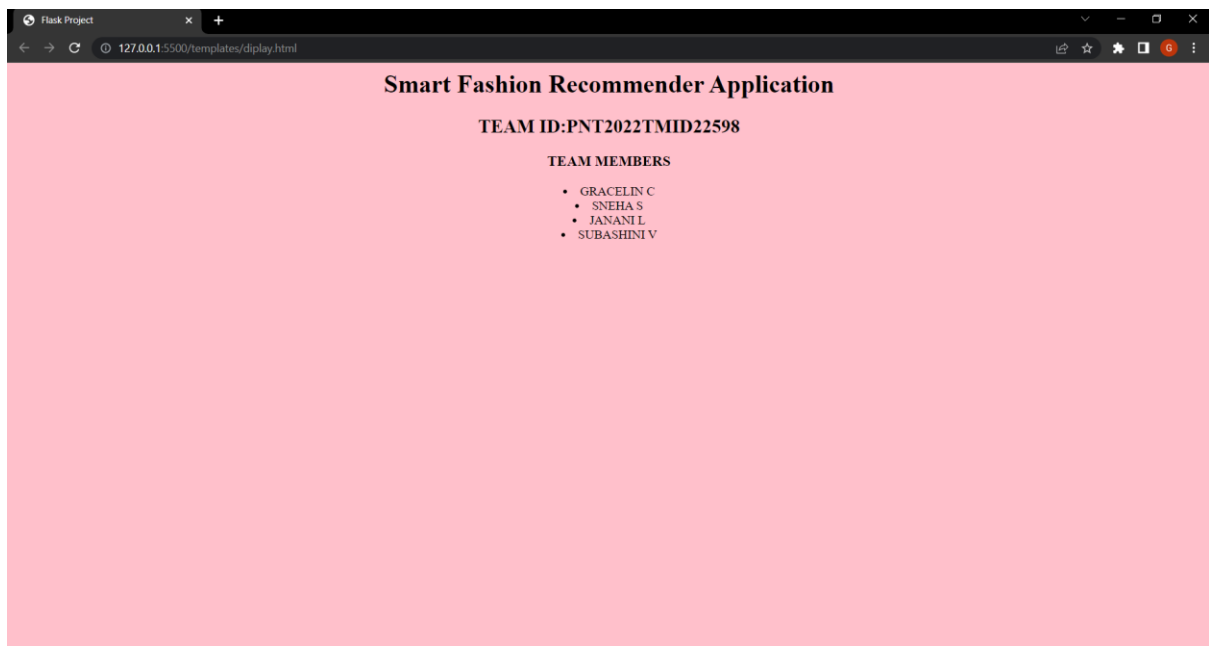 Flask Project
127.0.0.1:5500/templates/diplay.html
G
Smart Fashion Recommender Application
TEAM ID:PNT2022TMID22598
TEAM MEMBERS
• GRACELIN C
• SNEHA S
• JANANI L
• SUBASHINI V